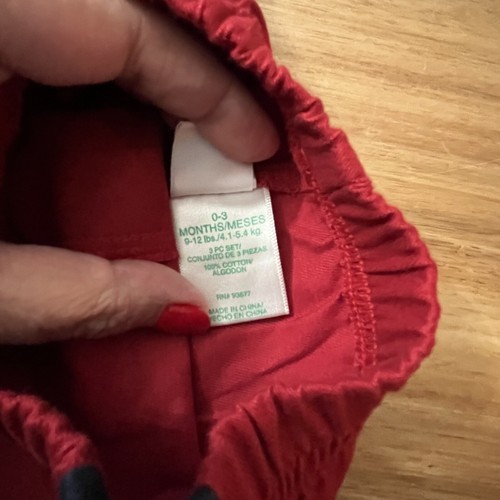 0-3
MONTHS/MESES
9-12 lbs./4.1-5.4 kg.
3 PC SET/
CONJUNTO DE 3 PIEZAS
100% COTTON/
ALGODON
RN# 93677
MADE IN CHINA/
HECHO EN CHINA